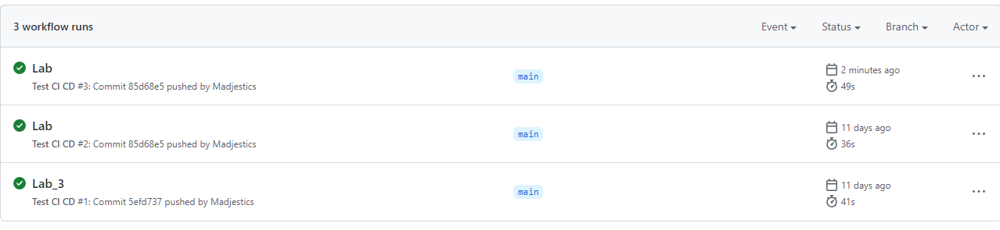 3 workflow runs Event Status Branch Actor
Lab
Test CI CD #3: Commit 85d68e5 pushed by Madjestics
main
2 minutes ago
49s
Lab
Test CI CD #2: Commit 85d68e5 pushed by Madjestics
main
11 days ago
36s
Lab_3
Test CI CD #1: Commit 5efd737 pushed by Madjestics
main
11 days ago
41s